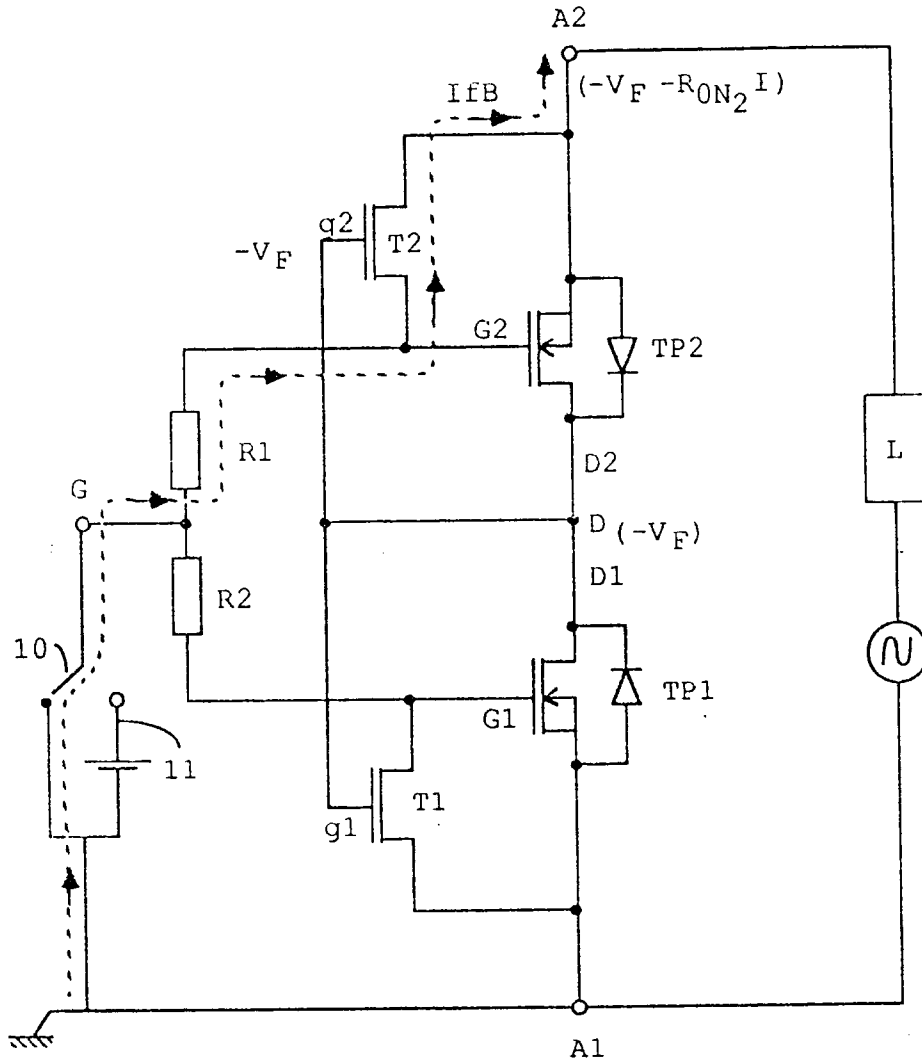 A2
IfB
(-VF -RON2 I)
q2
T2
-VF
G2
TP2
R1
D2
L
G
D (-VF)
D1
R2
10
TP1
G1
11
T1
g1
A1